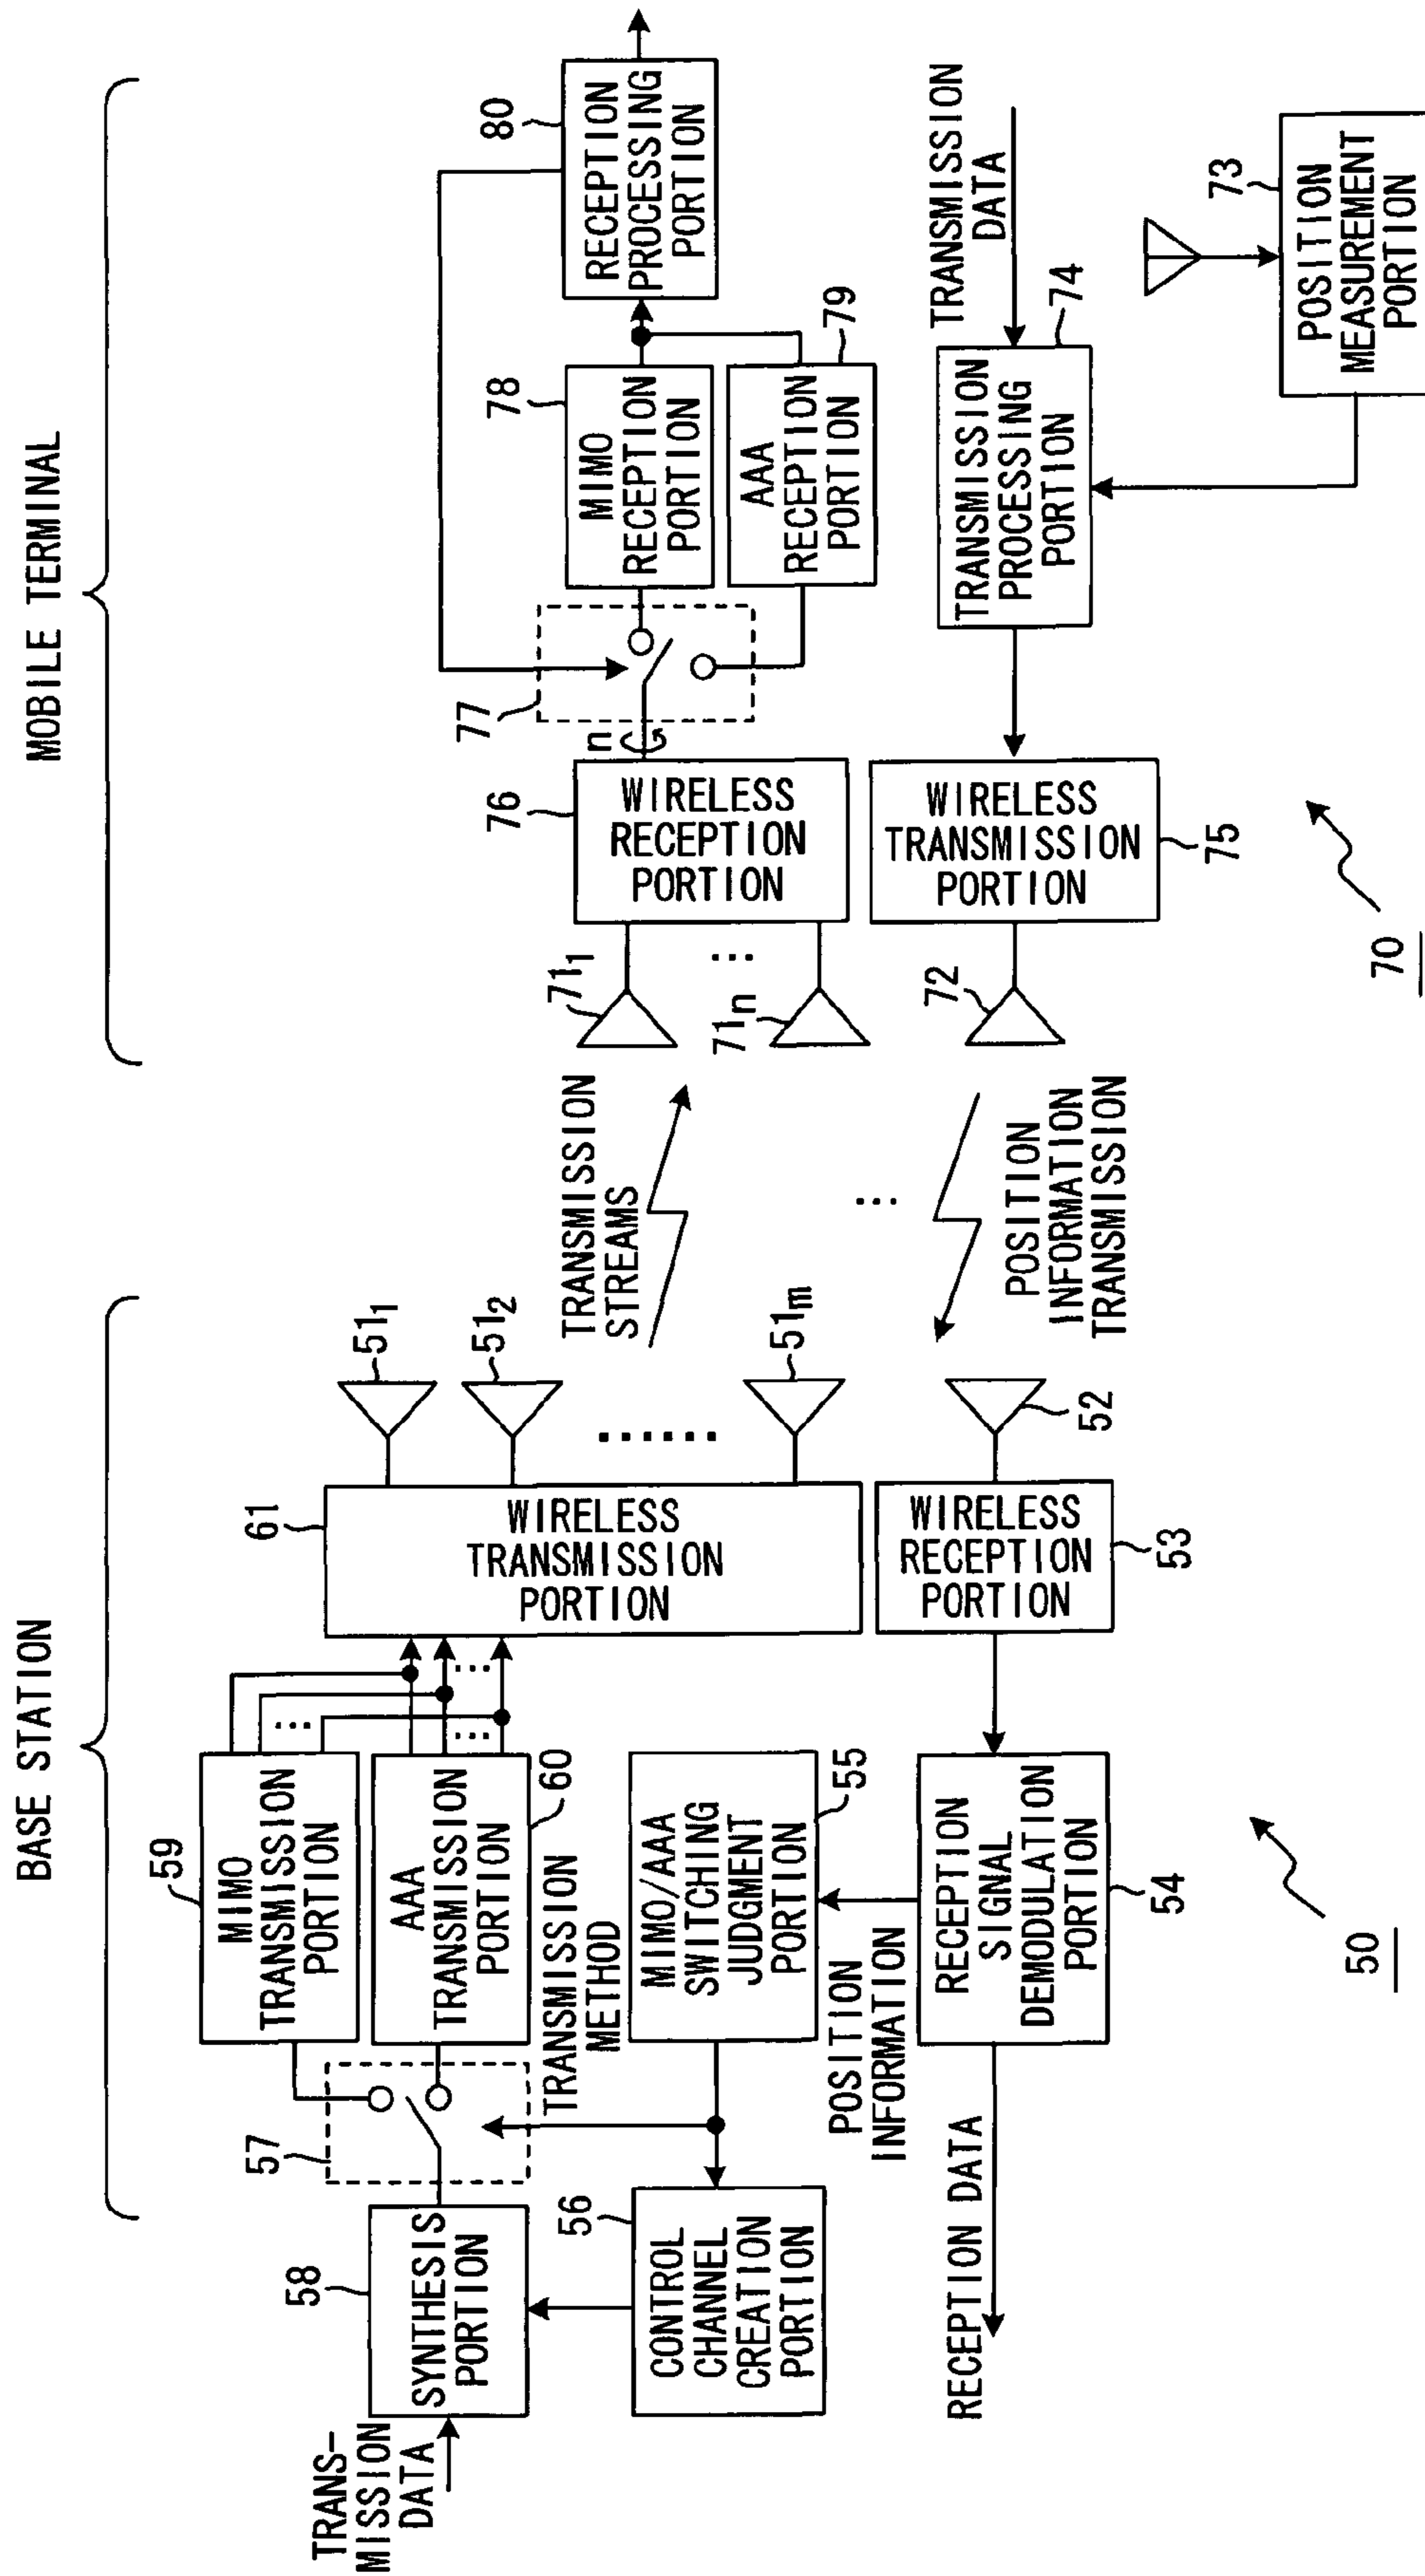 BASE STATION
MOBILE TERMINAL
TRANS-
MISSION
DATA
58
SYNTHESIS
PORTION
57
59
MIMO
TRANSMISSION
PORTION
AAA
TRANSMISSION
PORTION
60
...
...
...
61
WIRELESS
TRANSMISSION
PORTION
51₁
51₂
......
51m
TRANSMISSION
METHOD
56
CONTROL
CHANNEL
CREATION
PORTION
MIMO/AAA
SWITCHING
JUDGMENT
PORTION
55
POSITION
INFORMATION
RECEPTION DATA
RECEPTION
SIGNAL
DEMODULATION
PORTION
54
WIRELESS
RECEPTION
PORTION
53
52
50
TRANSMISSION
STREAMS
...
POSITION
INFORMATION
TRANSMISSION
71₁
...
71n
76
WIRELESS
RECEPTION
PORTION
n
77
78
MIMO
RECEPTION
PORTION
AAA
RECEPTION
PORTION
79
80
RECEPTION
PROCESSING
PORTION
72
WIRELESS
TRANSMISSION
PORTION
75
TRANSMISSION
PROCESSING
PORTION
74
TRANSMISSION
DATA
73
POSITION
MEASUREMENT
PORTION
70